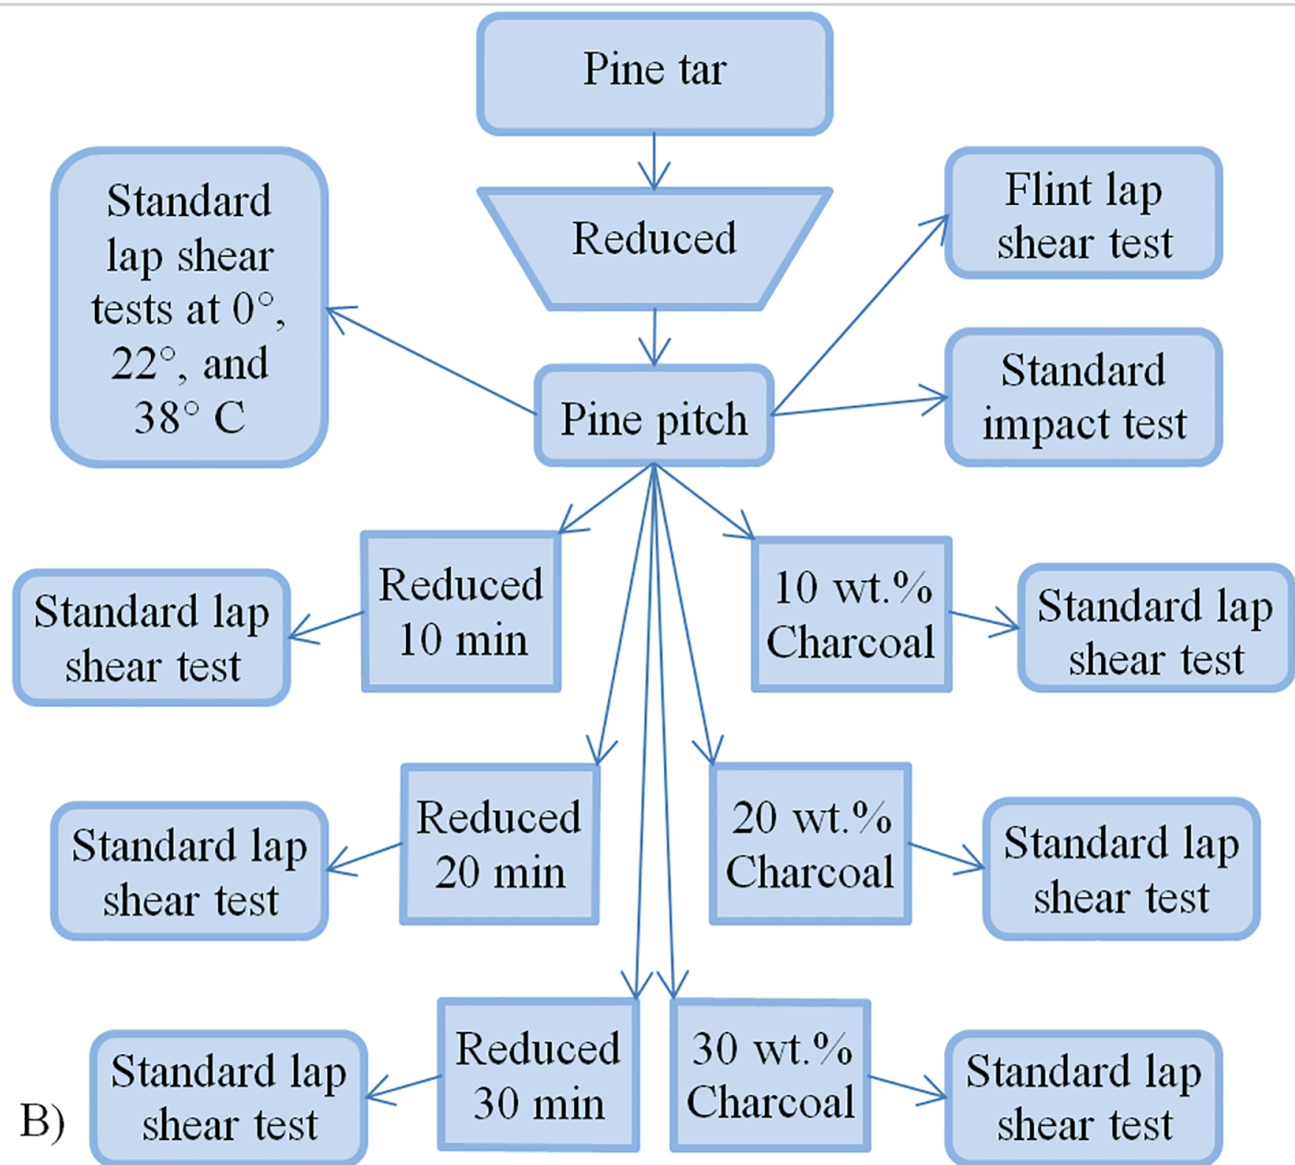 Pine tar
Reduced
Standard
lap shear
tests at 0°,
22°, and
38° C
Flint lap
shear test
Pine pitch
Standard
impact test
Reduced
10 min
Standard lap
shear test
10 wt.%
Charcoal
Standard lap
shear test
Reduced
20 min
Standard lap
shear test
20 wt.%
Charcoal
Standard lap
shear test
Reduced
30 min
Standard lap
shear test
30 wt.%
Charcoal
Standard lap
shear test
B)